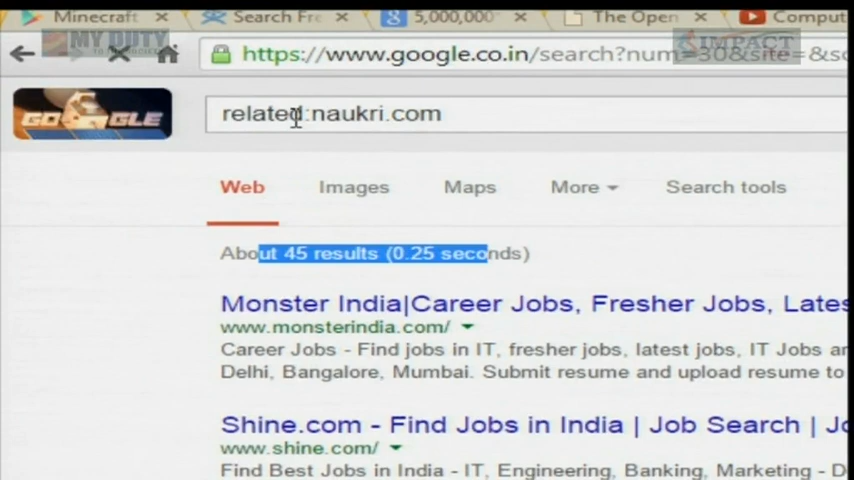 Minecraft × Search Fre × 5,000,000 × The Open × Comput
MY DUTY IMPACT
https://www.google.co.in/search?num=30&site=&so
GOOGLE related:naukri.com
Web Images Maps More Search tools
About 45 results (0.25 seconds)
Monster India|Career Jobs, Fresher Jobs, Lates
www.monsterindia.com/
Career Jobs - Find jobs in IT, fresher jobs, latest jobs, IT Jobs an
Delhi, Bangalore, Mumbai. Submit resume and upload resume to
Shine.com - Find Jobs in India | Job Search | Jo
www.shine.com/
Find Best Jobs in India - IT, Engineering, Banking, Marketing - D